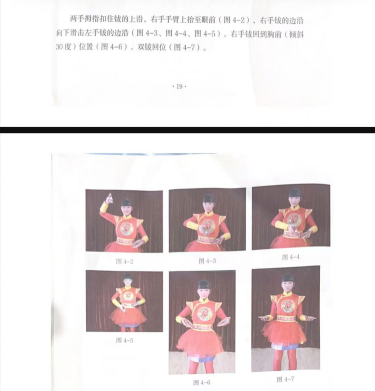 两手拇指扣住钹的上沿，右手手臂上抬至眼前（图 4-2），右手钹的边沿
向下滑击左手钹的边沿（图 4-3、图 4-4、图 4-5），右手钹回到胸前（倾斜
30 度）位置（图 4-6），双钹回位（图 4-7）。
· 19 ·
图 4-2
图 4-3
图 4-4
图 4-5
图 4-6
图 4-7